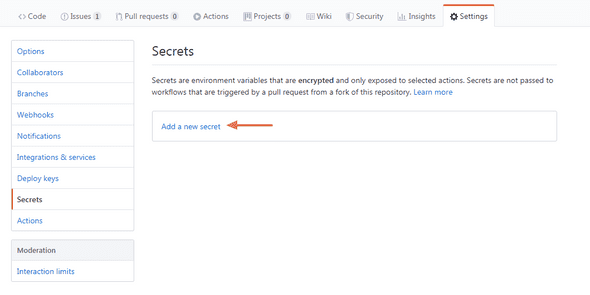 Code Issues 1 Pull requests 0 Actions Projects 0 Wiki Security Insights Settings
Options
Collaborators
Branches
Webhooks
Notifications
Integrations & services
Deploy keys
Secrets
Actions
Moderation
Interaction limits
Secrets
Secrets are environment variables that are encrypted and only exposed to selected actions. Secrets are not passed to
workflows that are triggered by a pull request from a fork of this repository. Learn more
Add a new secret